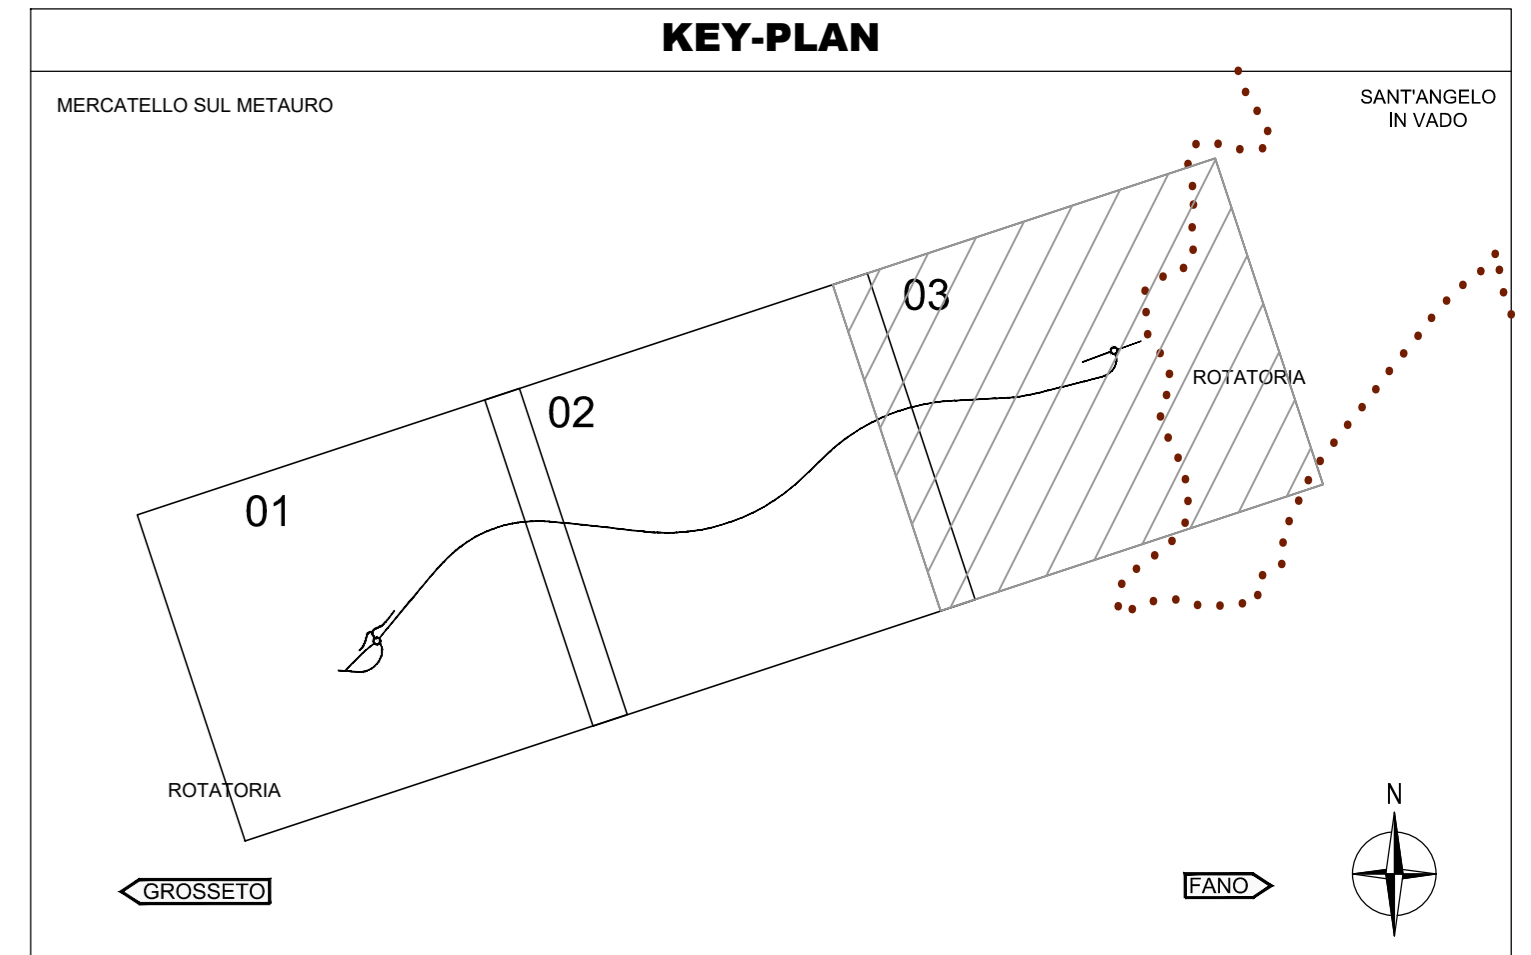 KEY-PLAN
MERCATELLO SUL METAURO
SANT'ANGELO
IN VADO
03
ROTATORIA
02
01
ROTATORIA
N
GROSSETO
FANO